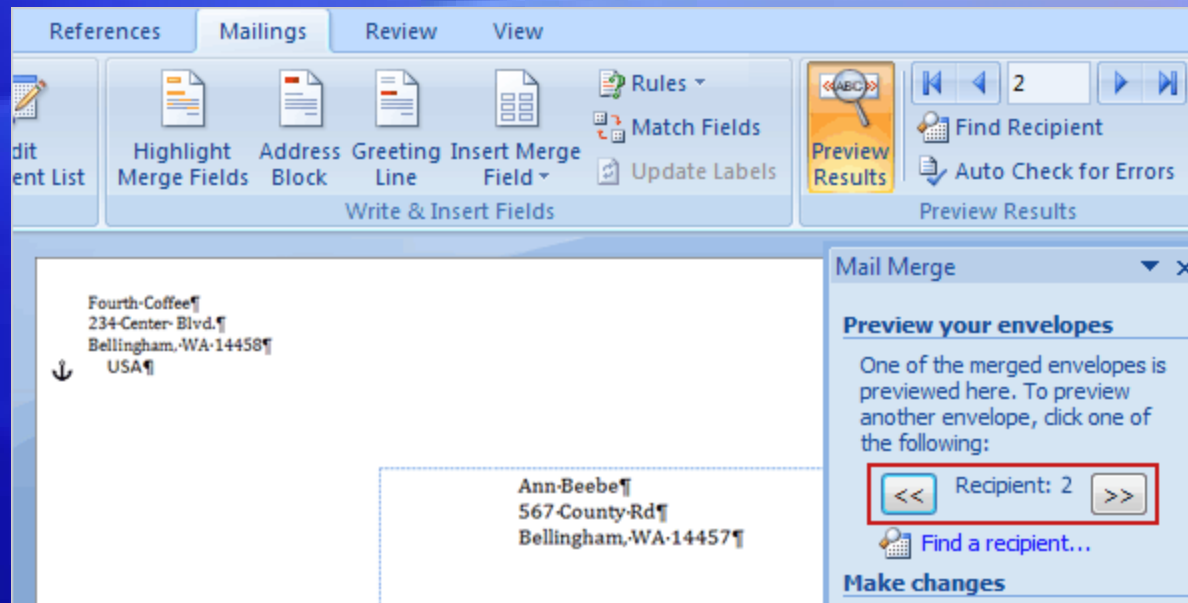 References Mailings Review View
dit
ent List
Highlight
Merge Fields
Address
Block
Greeting
Line
Insert Merge
Field
Rules
Match Fields
Update Labels
Write & Insert Fields
«ABC»
Preview
Results
2
Find Recipient
Auto Check for Errors
Preview Results
Fourth·Coffee¶
234·Center·Blvd.¶
Bellingham,·WA·14458¶
USA¶
Ann·Beebe¶
567·County·Rd¶
Bellingham,·WA·14457¶
Mail Merge
Preview your envelopes
One of the merged envelopes is
previewed here. To preview
another envelope, click one of
the following:
<< Recipient: 2 >>
Find a recipient...
Make changes